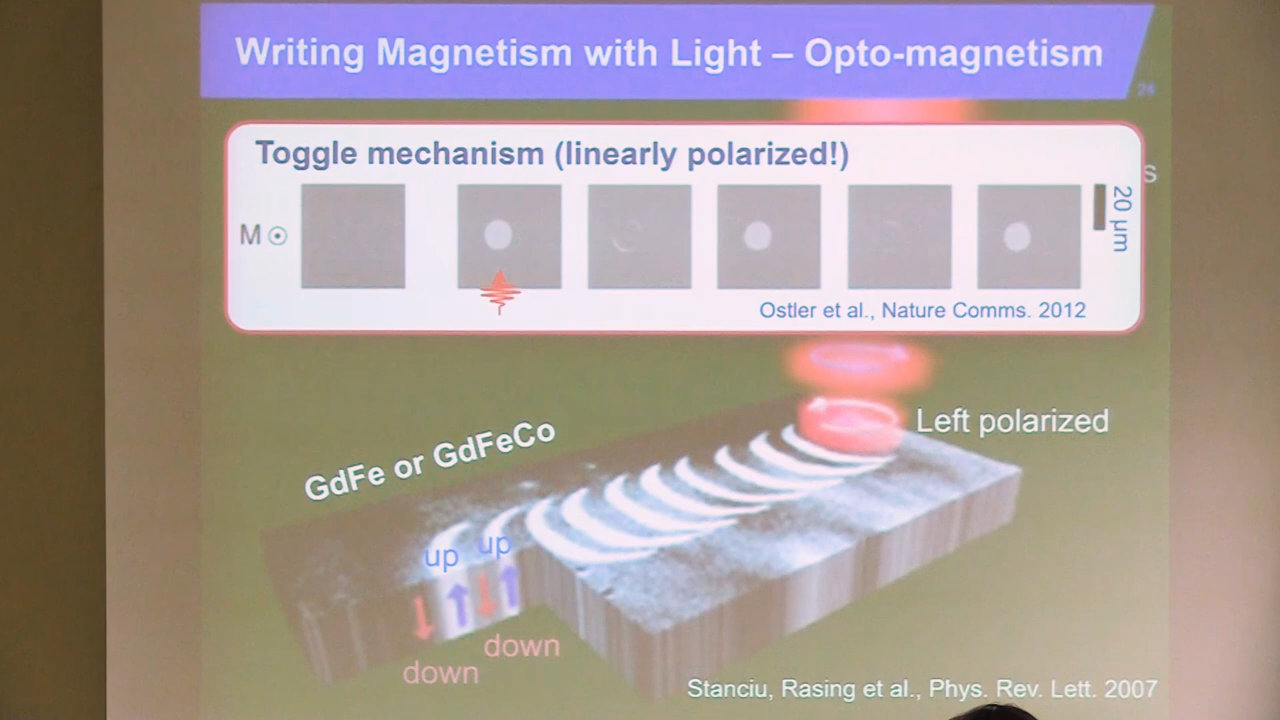 Writing Magnetism with Light – Opto-magnetism
24
Toggle mechanism (linearly polarized!)
s
M
20 µm
Ostler et al., Nature Comms. 2012
Left polarized
GdFe or GdFeCo
up up
down down
Stanciu, Rasing et al., Phys. Rev. Lett. 2007